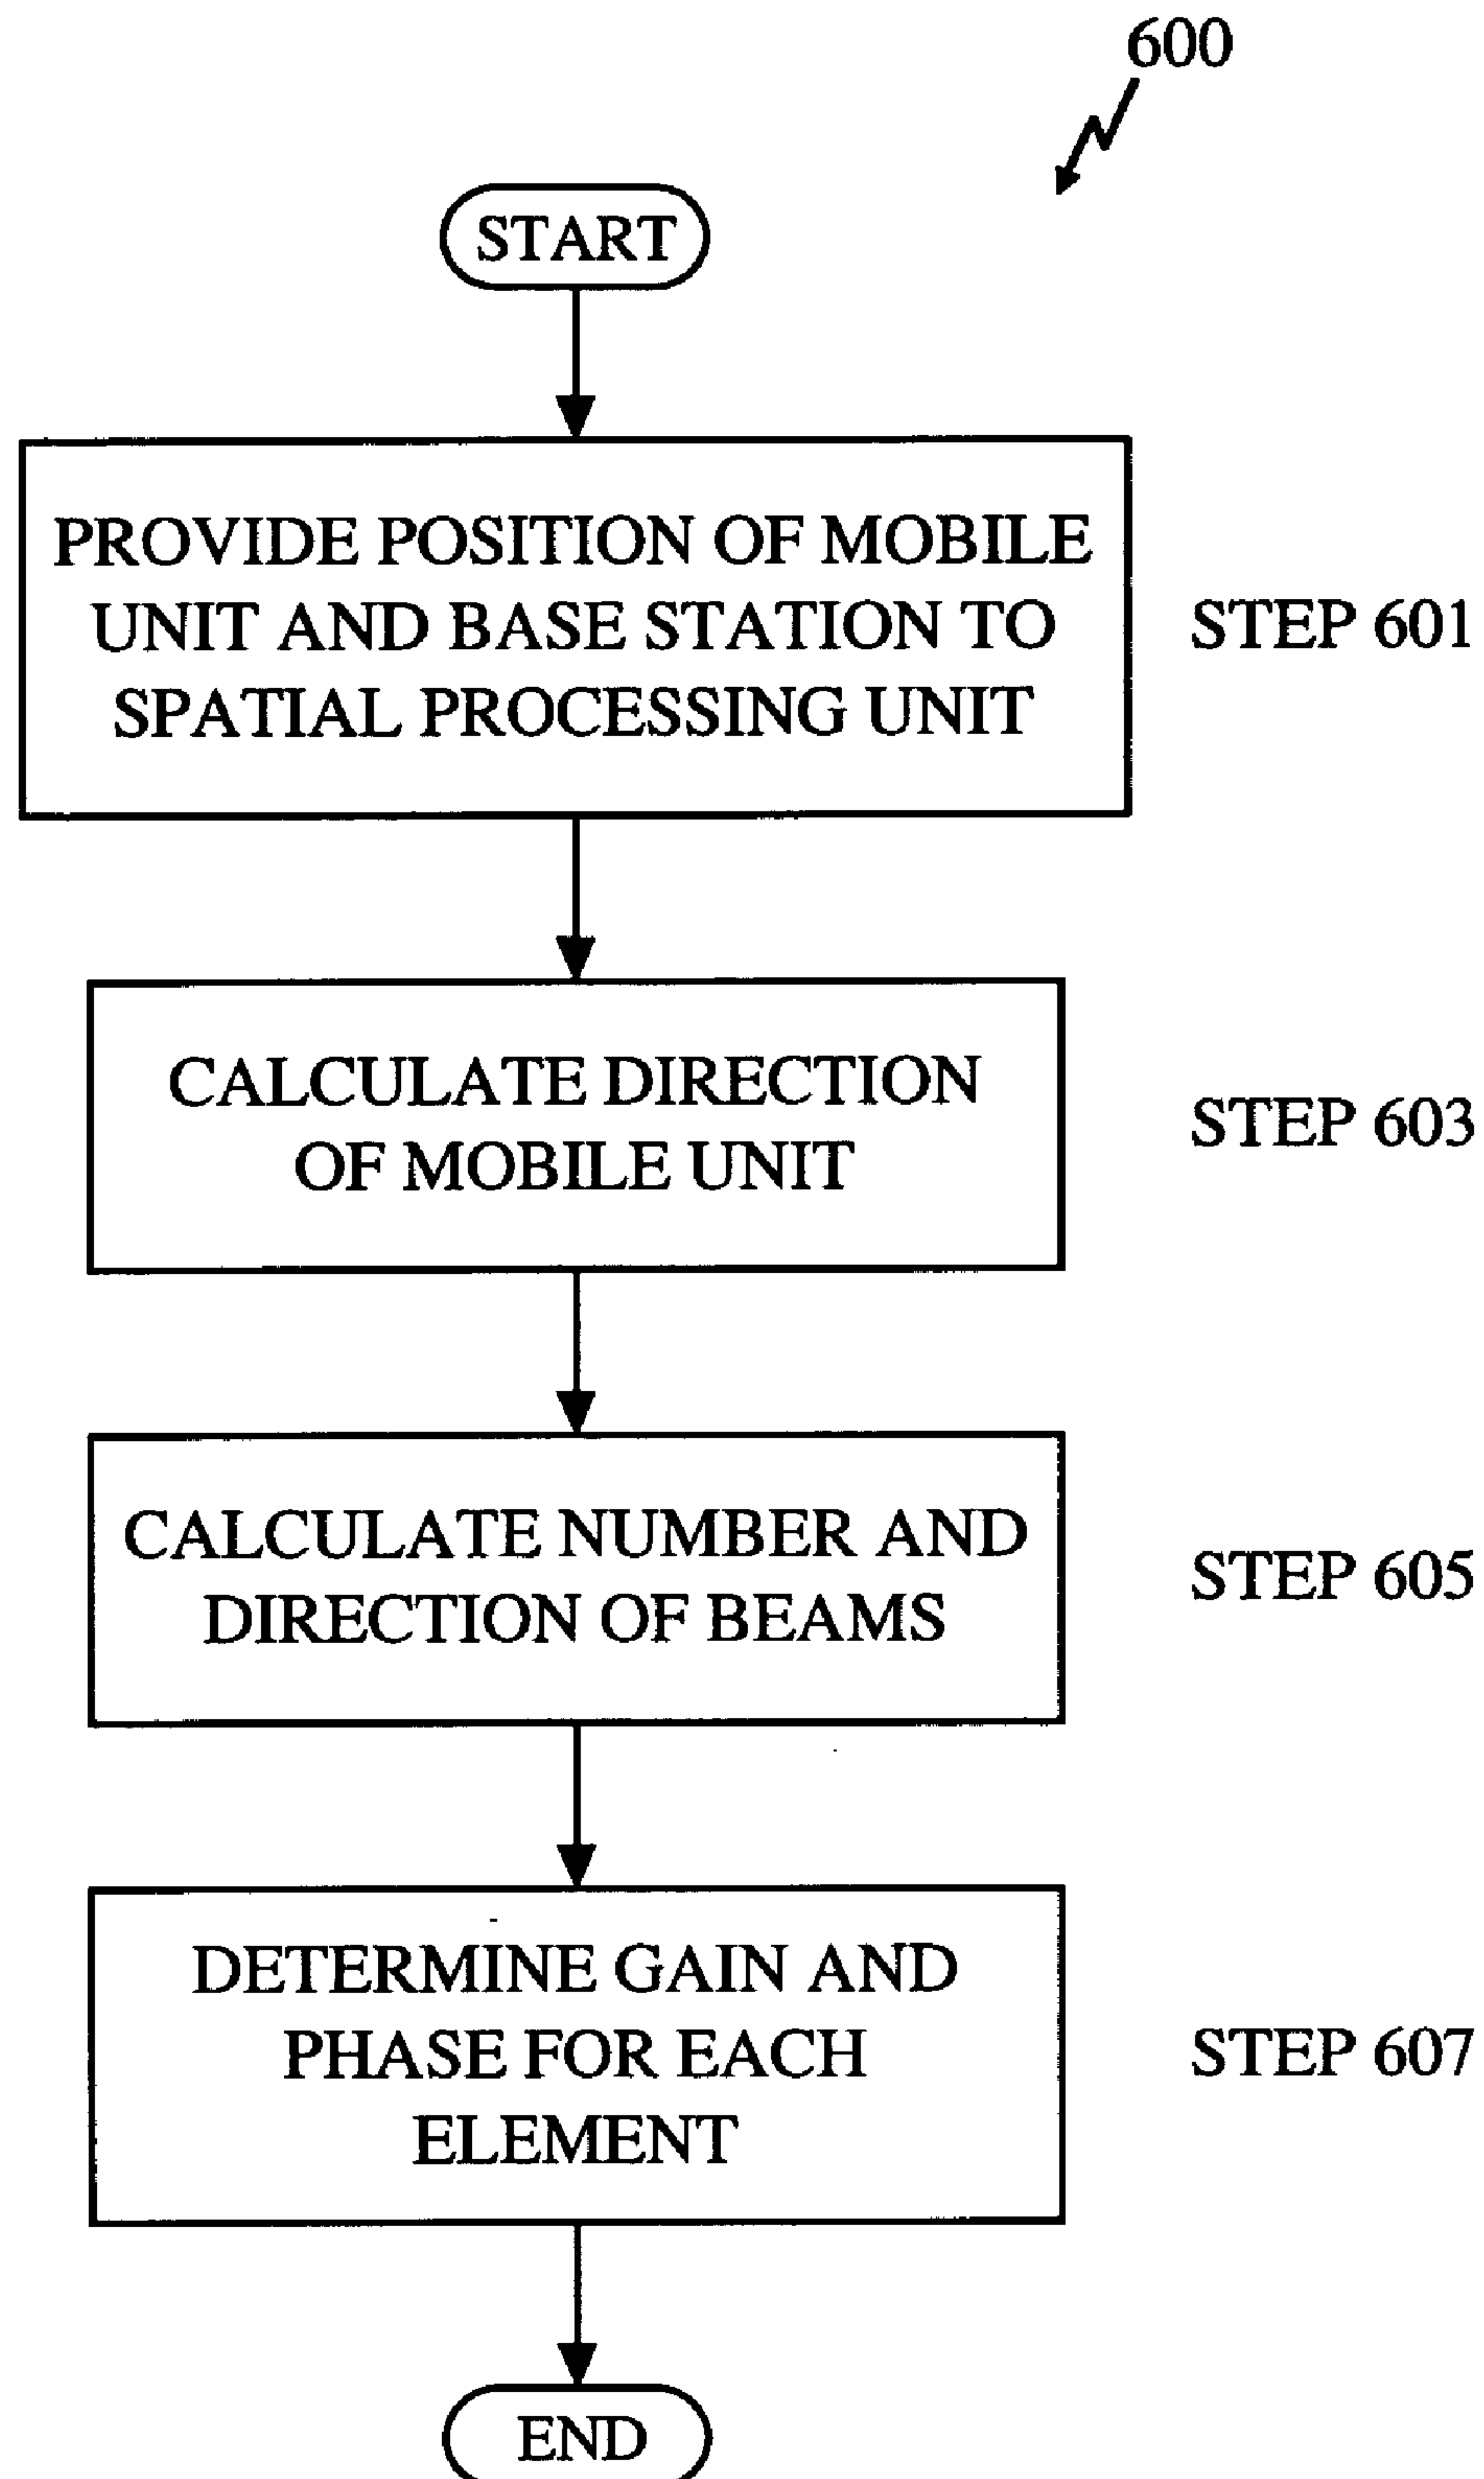 600
START
PROVIDE POSITION OF MOBILE
UNIT AND BASE STATION TO
SPATIAL PROCESSING UNIT
STEP 601
CALCULATE DIRECTION
OF MOBILE UNIT
STEP 603
CALCULATE NUMBER AND
DIRECTION OF BEAMS
STEP 605
DETERMINE GAIN AND
PHASE FOR EACH
ELEMENT
STEP 607
END